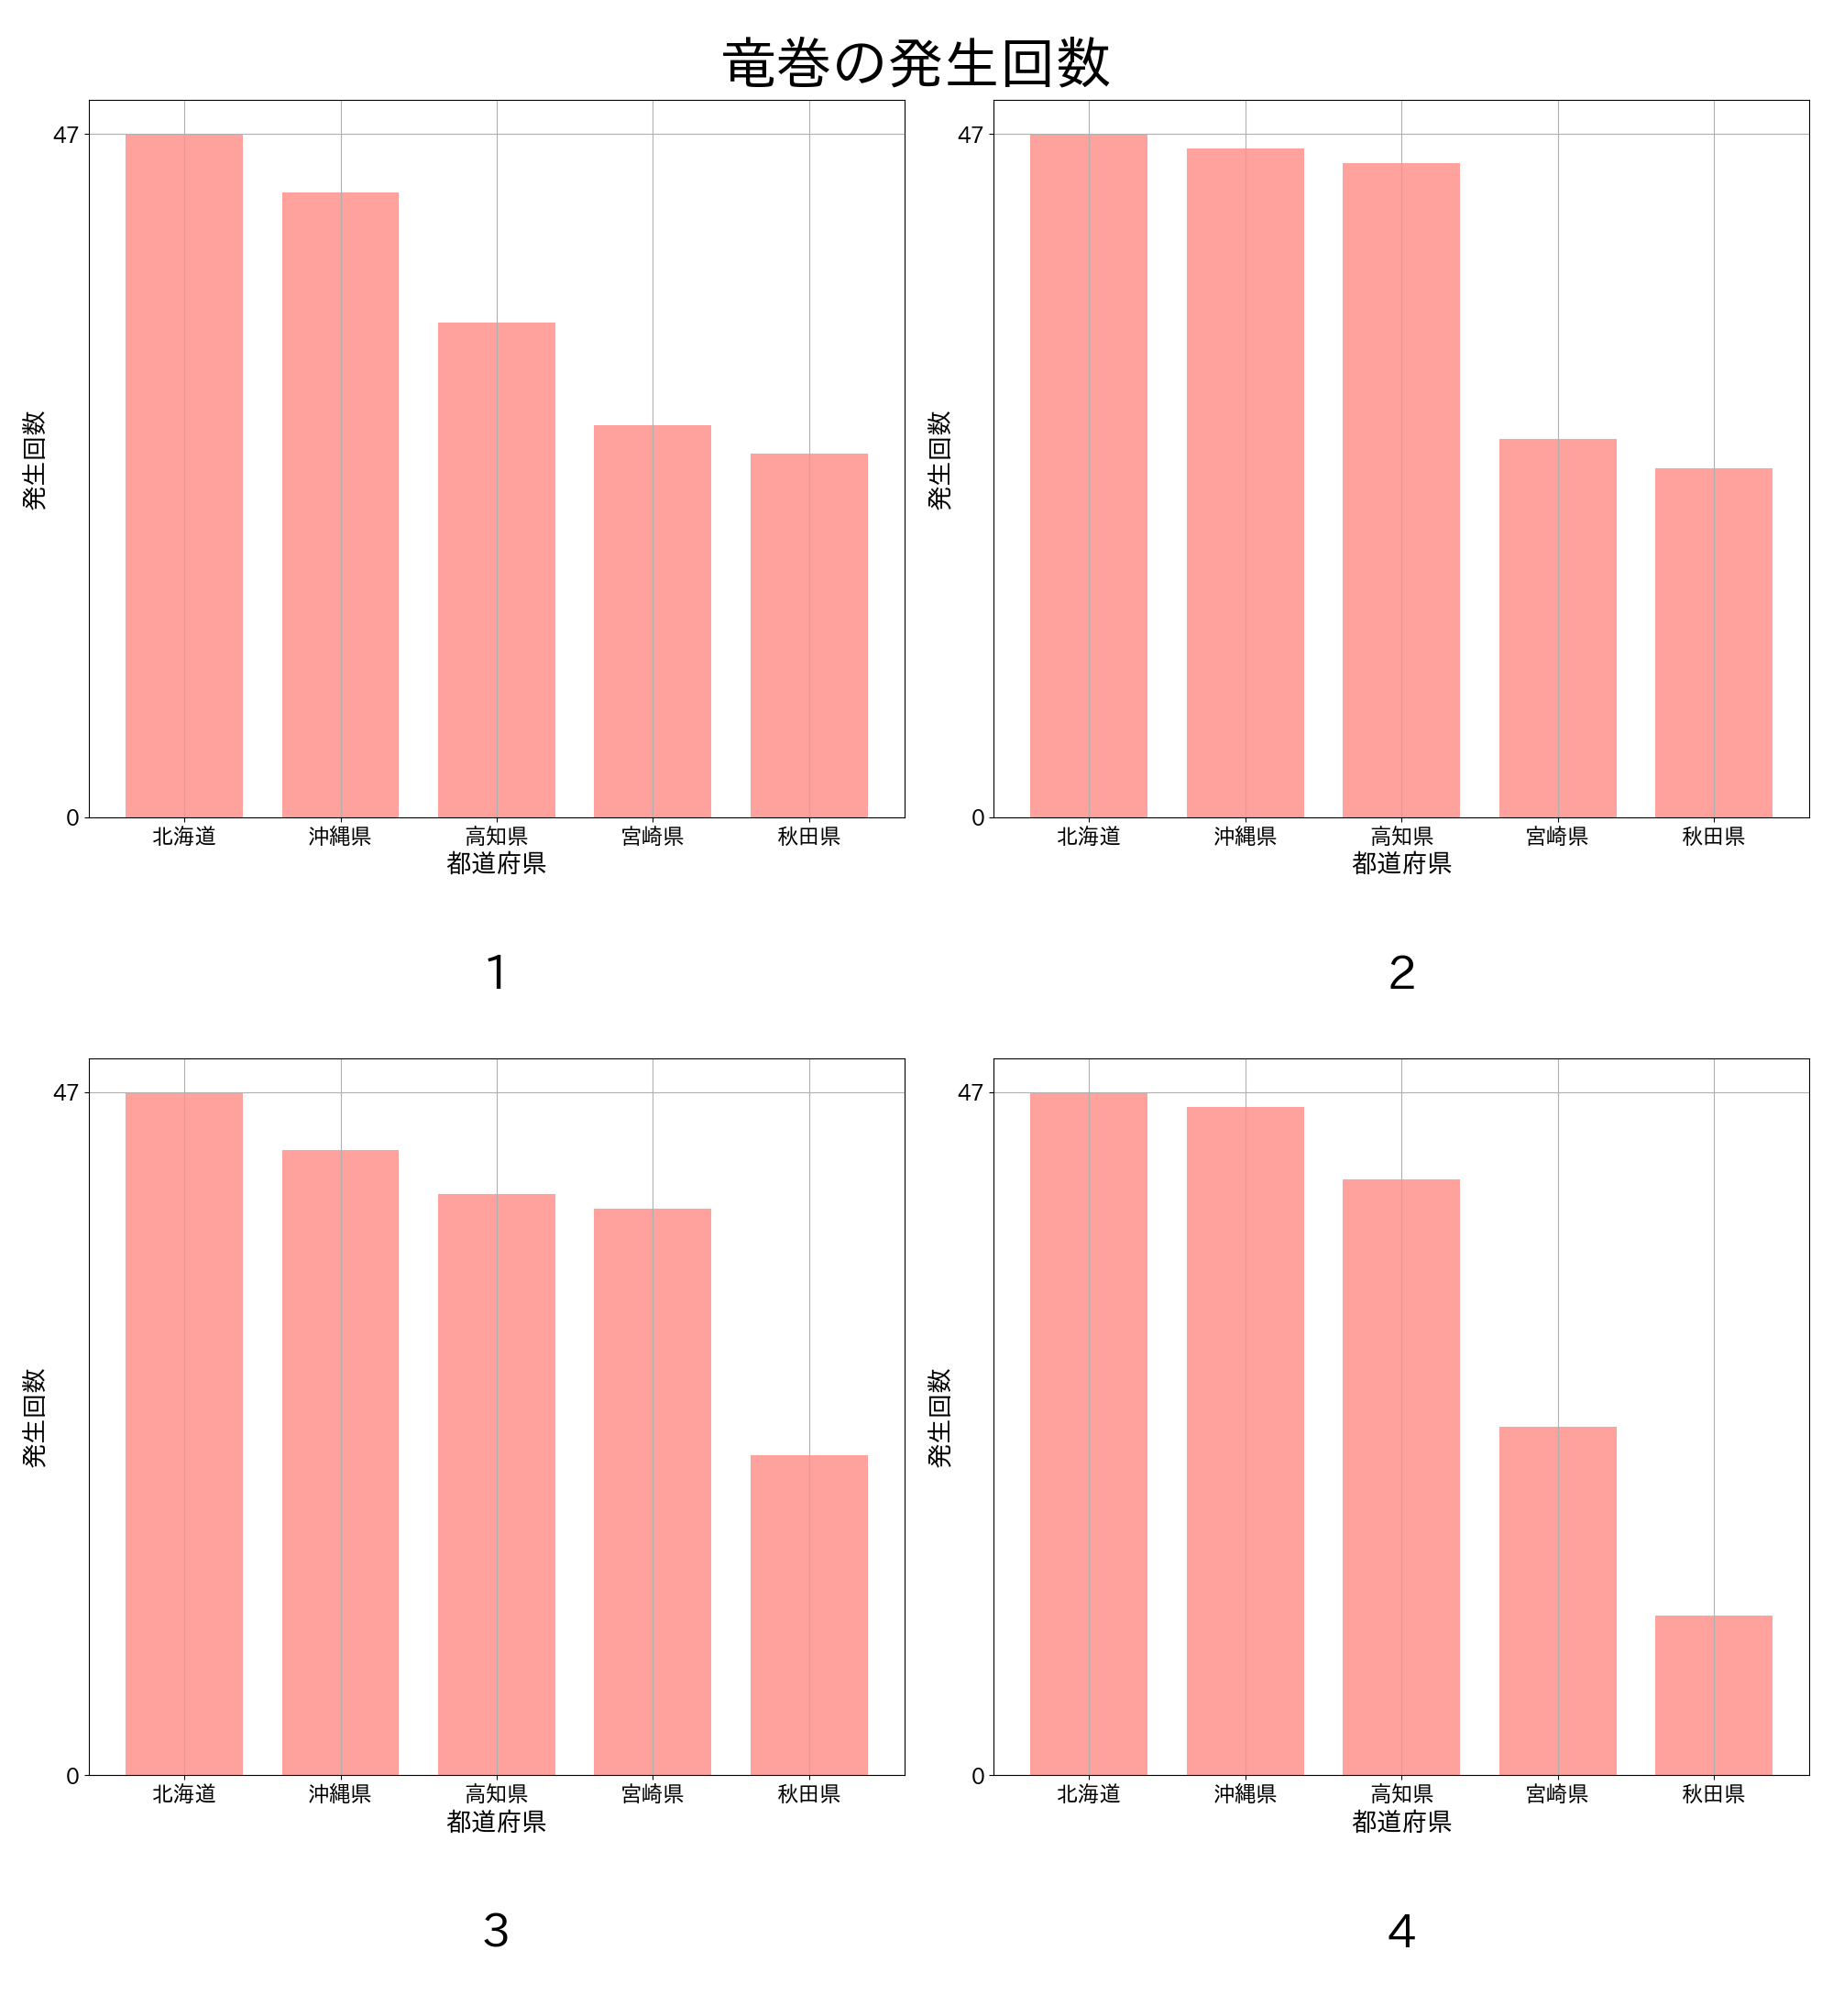 竜巻の発生回数
47
0
発生回数
北海道 沖縄県 高知県 宮崎県 秋田県
都道府県
1
47
0
発生回数
北海道 沖縄県 高知県 宮崎県 秋田県
都道府県
2
47
0
発生回数
北海道 沖縄県 高知県 宮崎県 秋田県
都道府県
3
47
0
発生回数
北海道 沖縄県 高知県 宮崎県 秋田県
都道府県
4